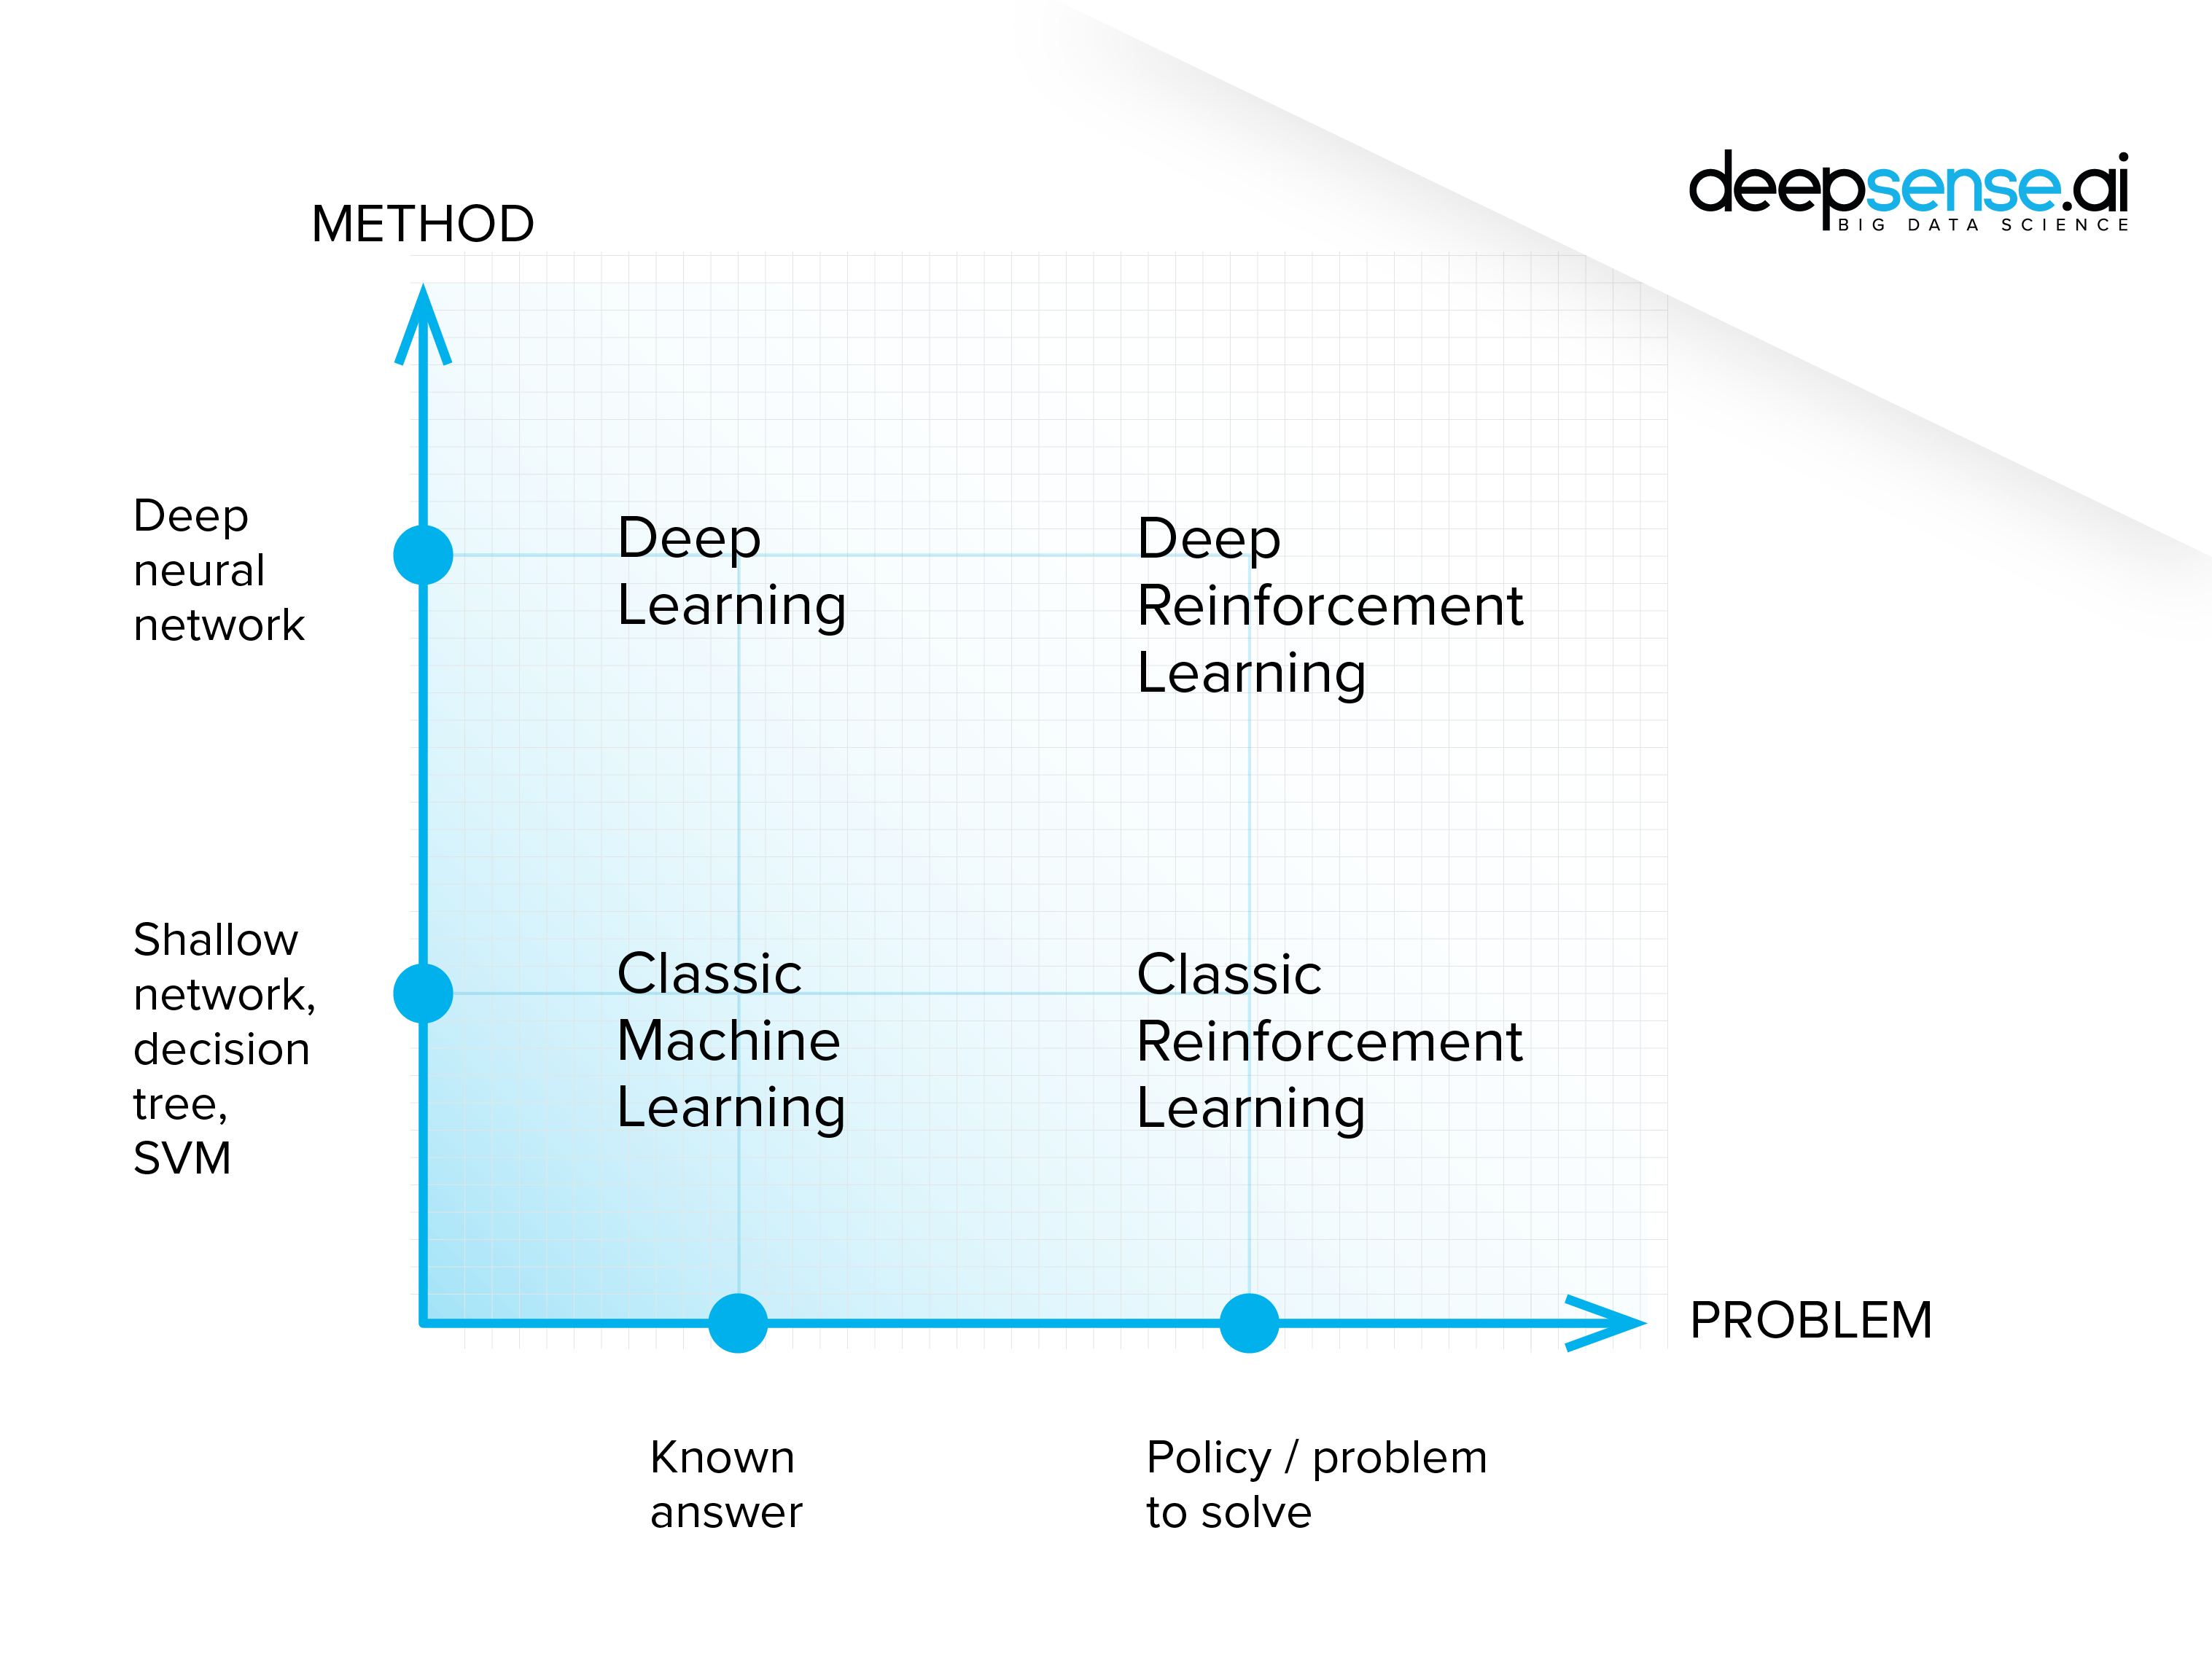 deepsense.ai
BIG DATA SCIENCE
METHOD
Deep
neural
network
Deep
Learning
Deep
Reinforcement
Learning
Shallow
network,
decision
tree,
SVM
Classic
Machine
Learning
Classic
Reinforcement
Learning
PROBLEM
Known
answer
Policy / problem
to solve